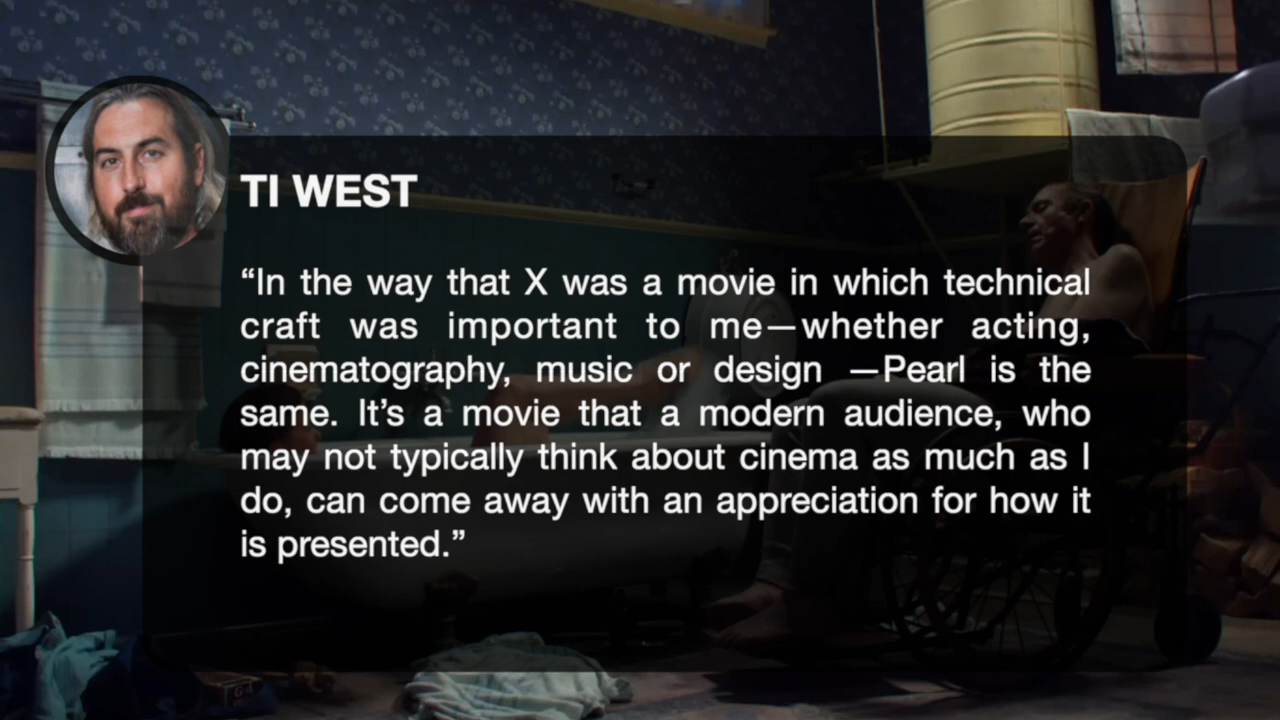 TI WEST
“In the way that X was a movie in which technical
craft was important to me—whether acting,
cinematography, music or design —Pearl is the
same. It’s a movie that a modern audience, who
may not typically think about cinema as much as I
do, can come away with an appreciation for how it
is presented.”